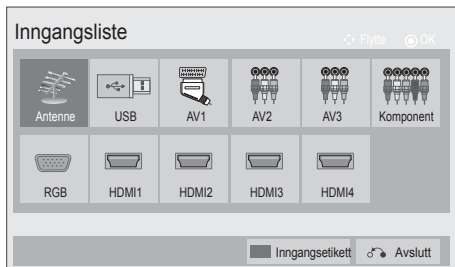 Inngangsliste
Flytte OK
Antenne USB AV1 AV2 AV3 Komponent
RGB HDMI1 HDMI2 HDMI3 HDMI4
Inngangsetikett Avslutt